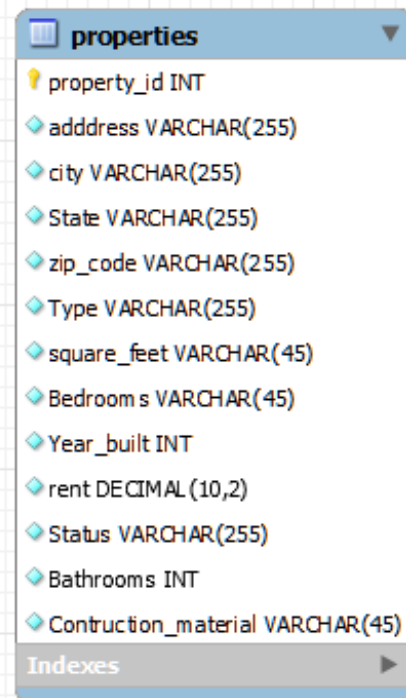 properties
property_id INT
adddress VARCHAR(255)
city VARCHAR(255)
State VARCHAR(255)
zip_code VARCHAR(255)
Type VARCHAR(255)
square_feet VARCHAR(45)
Bedrooms VARCHAR(45)
Year_built INT
rent DECIMAL(10,2)
Status VARCHAR(255)
Bathrooms INT
Contruction_material VARCHAR(45)
Indexes